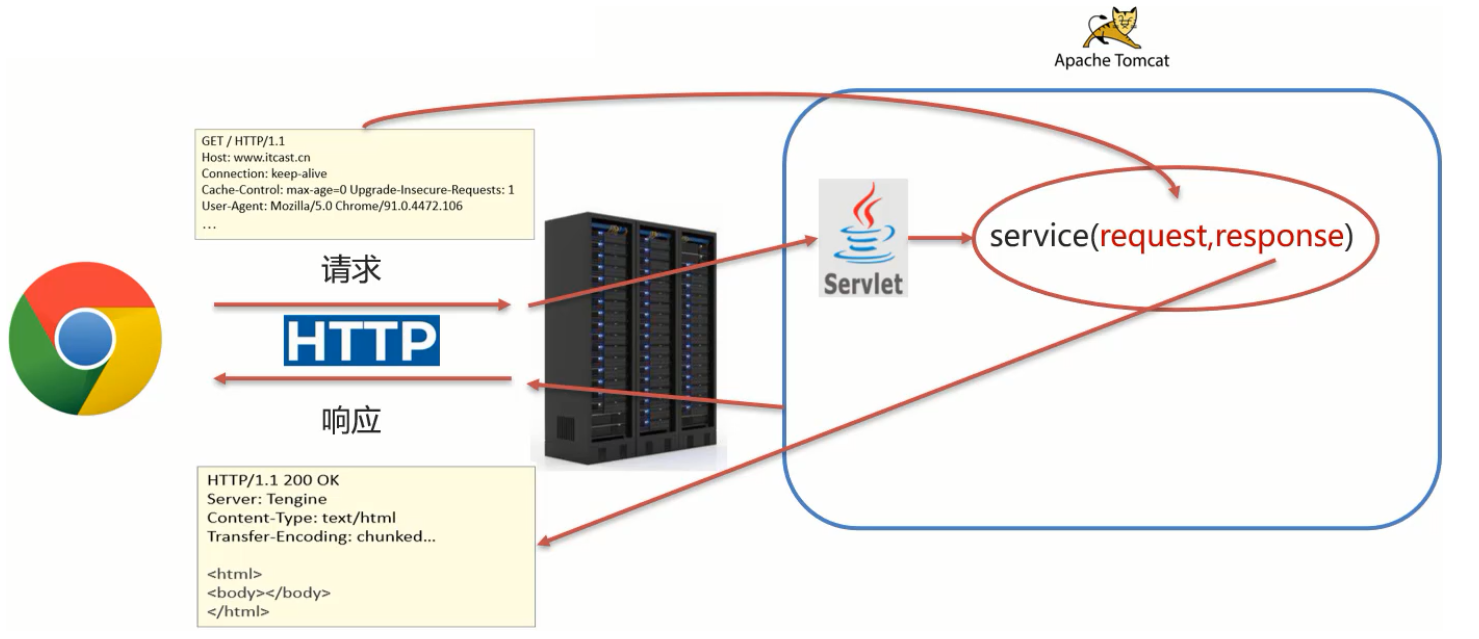 Apache Tomcat
GET / HTTP/1.1
Host: www.itcast.cn
Connection: keep-alive
Cache-Control: max-age=0 Upgrade-Insecure-Requests: 1
User-Agent: Mozilla/5.0 Chrome/91.0.4472.106
...
请求
HTTP
响应
Servlet
service(request,response)
HTTP/1.1 200 OK
Server: Tengine
Content-Type: text/html
Transfer-Encoding: chunked...
<html>
<body></body>
</html>